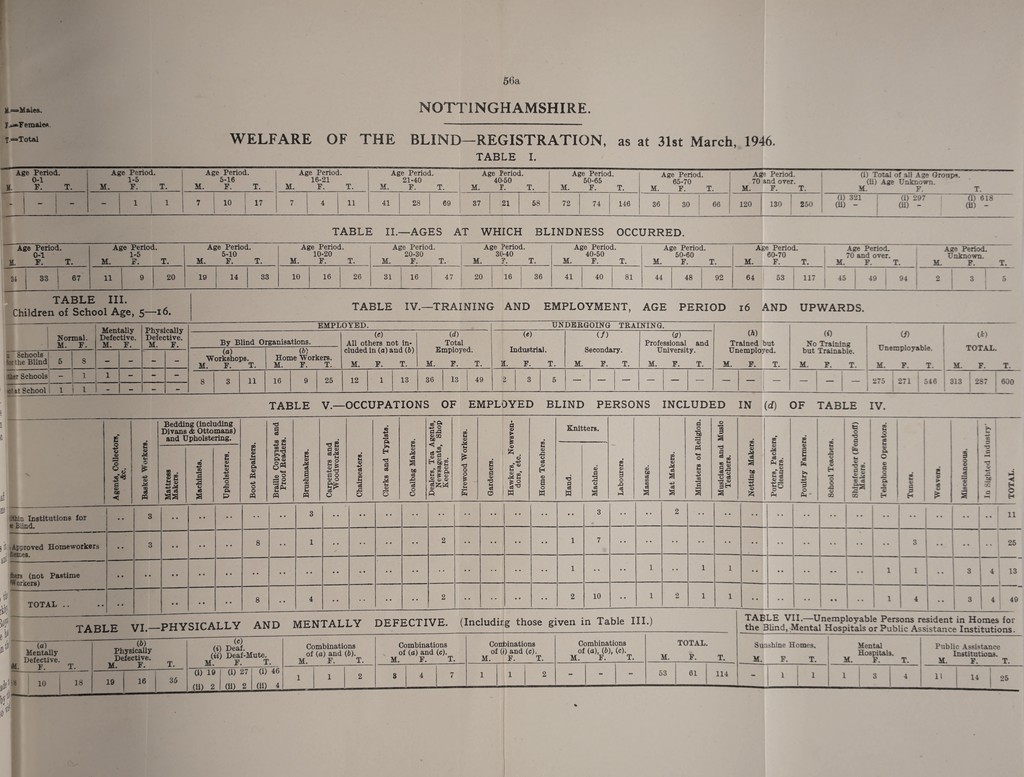 56a
M.—Males.
F.—Females.
T.—Total
NOTTINGHAMSHIRE.
WELFARE OF THE BLIND—REGISTRATION, as at 31st March, 1946.
TABLE I.
Age Period. 0-1 M. F. T. | Age Period. 1-5 M. F. T. | Age Period. 5-16 M. F. T. | Age Period. 16-21 M. F. T. | Age Period. 21-40 M. F. T. | Age Period. 40-50 M. F. T. | Age Period. 50-65 M. F. T. | Age Period. 65-70 M. F. T. | Age Period. 70 and over. M. F. T. | (i) Total of all Age Groups. (ii) Age Unknown. M. F. T.
- - - | - 1 1 | 7 10 17 | 7 4 11 | 41 28 69 | 37 21 58 | 72 74 146 | 36 30 66 | 120 130 250 | (i) 321 (i) 297 (i) 618
(ii) - (ii) - (ii) -
TABLE II.—AGES AT WHICH BLINDNESS OCCURRED.
Age Period. 0-1 M. F. T. | Age Period. 1-5 M. F. T. | Age Period. 5-10 M. F. T. | Age Period. 10-20 M. F. T. | Age Period. 20-30 M. F. T. | Age Period. 30-40 M. F. T. | Age Period. 40-50 M. F. T. | Age Period. 50-60 M. F. T. | Age Period. 60-70 M. F. T. | Age Period. 70 and over. M. F. T. | Age Period. Unknown. M. F. T.
34 33 67 | 11 9 20 | 19 14 33 | 10 16 26 | 31 16 47 | 20 16 36 | 41 40 81 | 44 48 92 | 64 53 117 | 45 49 94 | 2 3 5
TABLE III.
Children of School Age, 5—16.
Normal. M. F. | Mentally Defective. M. F. | Physically Defective. M. F.
Schools for the Blind 5 8 - - - -
Other Schools - 1 1 - - -
Not at School 1 1 - - - -
TABLE IV.—TRAINING AND EMPLOYMENT, AGE PERIOD 16 AND UPWARDS.
EMPLOYED. | UNDERGOING TRAINING.
By Blind Organisations.
(a) Workshops. M. F. T. | (b) Home Workers. M. F. T. | (c) All others not included in (a) and (b) M. F. T. | (d) Total Employed. M. F. T. | (e) Industrial. M. F. T. | (f) Secondary. M. F. T. | (g) Professional and University. M. F. T. | (h) Trained but Unemployed. M. F. T. | (i) No Training but Trainable. M. F. T. | (j) Unemployable. M. F. T. | (k) TOTAL. M. F. T.
8 3 11 | 16 9 25 | 12 1 13 | 36 13 49 | 2 3 5 | — — — | — — — | — — — | — — — | 275 271 546 | 313 287 600
TABLE V.—OCCUPATIONS OF EMPLOYED BLIND PERSONS INCLUDED IN (d) OF TABLE IV.
Agents, Collectors, &c. | Basket Workers. | Bedding (including Divans & Ottomans) and Upholstering. Mattress Makers. | Machinists. | Upholsterers. | Boot Repairers. | Braille Copyists and Proof Readers. | Brushmakers. | Carpenters and Woodworkers. | Chairseaters. | Clerks and Typists. | Coalbag Makers. | Dealers, Tea Agents, Newsagents, Shop Keepers. | Firewood Workers. | Gardeners. | Hawkers, Newsvendors, etc. | Home Teachers. | Knitters. Hand. | Machine. | Labourers. | Massage. | Mat Makers. | Ministers of Religion. | Musicians and Music Teachers. | Netting Makers. | Porters, Packers, Cleaners. | Poultry Farmers. | School Teachers. | Shipfender (Fendoff) Makers. | Telephone Operators. | Tuners. | Weavers. | Miscellaneous. | In Sighted Industry | TOTAL.
Within Institutions for the Blind. .. 3 .. .. .. .. .. 3 .. .. .. .. .. .. .. .. .. .. 3 .. .. 2 .. .. .. .. .. .. .. .. .. .. .. .. 11
Approved Homeworkers Schemes. .. 3 .. .. .. 8 .. 1 .. .. .. .. 2 .. .. .. .. 1 7 .. .. .. .. .. .. .. .. .. .. .. 3 .. .. .. 25
Others (not Pastime Workers) .. .. .. .. .. .. .. .. .. .. .. .. .. .. .. .. .. 1 .. .. 1 .. 1 1 .. .. .. .. .. 1 1 .. 3 4 13
TOTAL .. .. .. .. .. .. 8 .. 4 .. .. .. .. 2 .. .. .. .. 2 10 .. 1 2 1 1 .. .. .. .. .. 1 4 .. 3 4 49
TABLE VI.—PHYSICALLY AND MENTALLY DEFECTIVE. (Including those given in Table III.)
(a) Mentally Defective. M. F. T. | (b) Physically Defective. M. F. T. | (c) (i) Deaf. (ii) Deaf-Mute. M. F. T. | Combinations of (a) and (b). M. F. T. | Combinations of (a) and (c). M. F. T. | Combinations of (i) and (c). M. F. T. | Combinations of (a), (b), (c). M. F. T. | TOTAL. M. F. T.
10 18 | 19 16 35 | (i) 19 (i) 27 (i) 46 | 1 1 2 | 3 4 7 | 1 1 2 | - - - | 53 61 114
(ii) 2 (ii) 2 (ii) 4
TABLE VII.—Unemployable Persons resident in Homes for
the Blind, Mental Hospitals or Public Assistance Institutions.
Sunshine Homes. M. F. T. | Mental Hospitals. M. F. T. | Public Assistance Institutions. M. F. T.
- 1 1 | 1 3 4 | 11 14 25